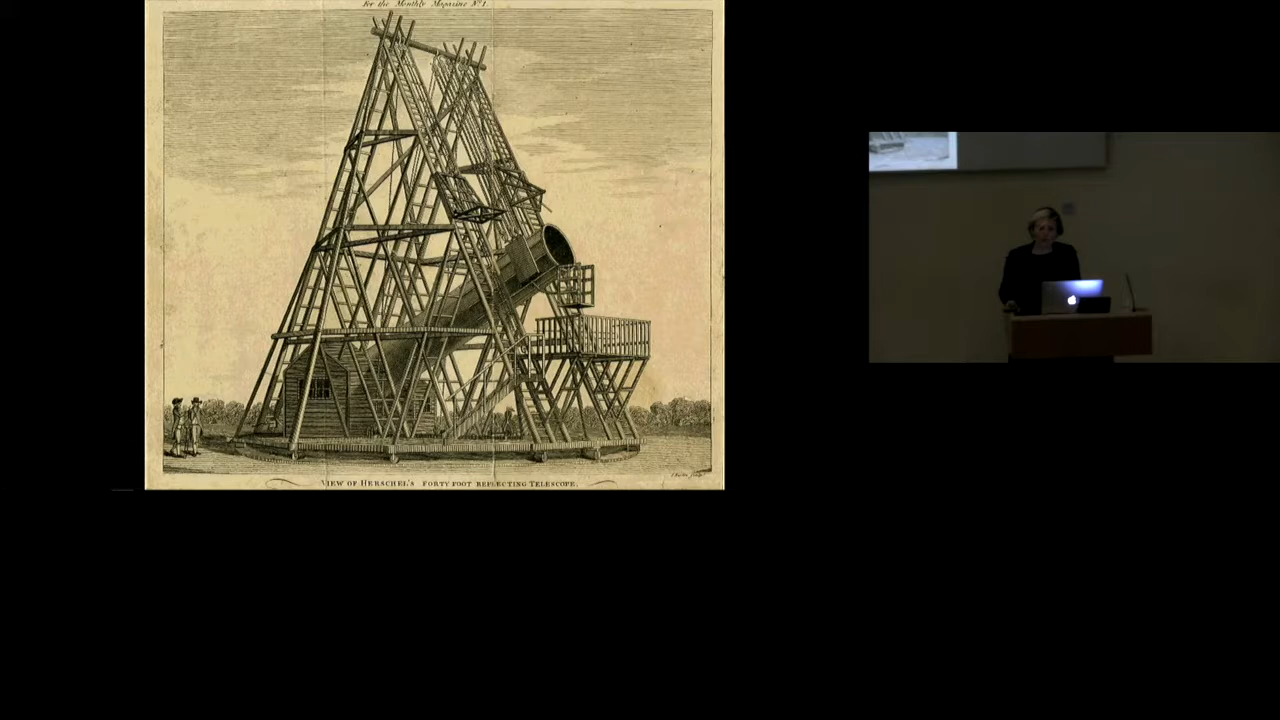 For the Monthly Magazine Nº 1.
VIEW OF HERSCHEL'S FORTY FOOT REFLECTING TELESCOPE.